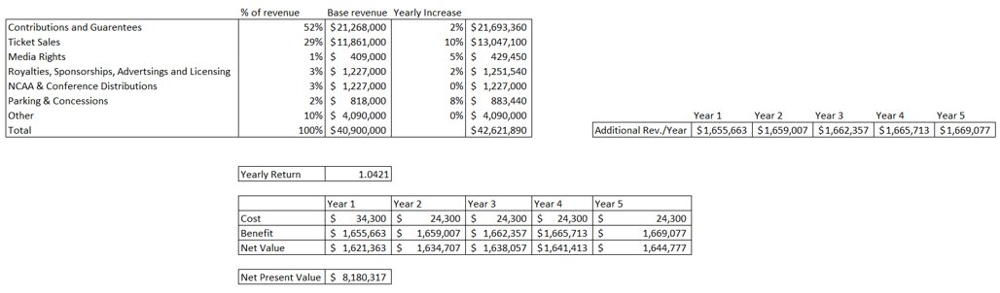 % of revenue Base revenue Yearly Increase
Contributions and Guarentees 52% $21,268,000 2% $21,693,360
Ticket Sales 29% $11,861,000 10% $13,047,100
Media Rights 1% $ 409,000 5% $ 429,450
Royalties, Sponsorships, Advertsings and Licensing 3% $ 1,227,000 2% $ 1,251,540
NCAA & Conference Distributions 3% $ 1,227,000 0% $ 1,227,000
Parking & Concessions 2% $ 818,000 8% $ 883,440
Other 10% $ 4,090,000 0% $ 4,090,000
Total 100% $40,900,000 $42,621,890
Year 1 Year 2 Year 3 Year 4 Year 5
Additional Rev./Year $1,655,663 $1,659,007 $1,662,357 $1,665,713 $1,669,077
Yearly Return 1.0421
Year 1 Year 2 Year 3 Year 4 Year 5
Cost $ 34,300 $ 24,300 $ 24,300 $ 24,300 $ 24,300
Benefit $ 1,655,663 $ 1,659,007 $ 1,662,357 $1,665,713 $ 1,669,077
Net Value $ 1,621,363 $ 1,634,707 $ 1,638,057 $1,641,413 $ 1,644,777
Net Present Value $ 8,180,317